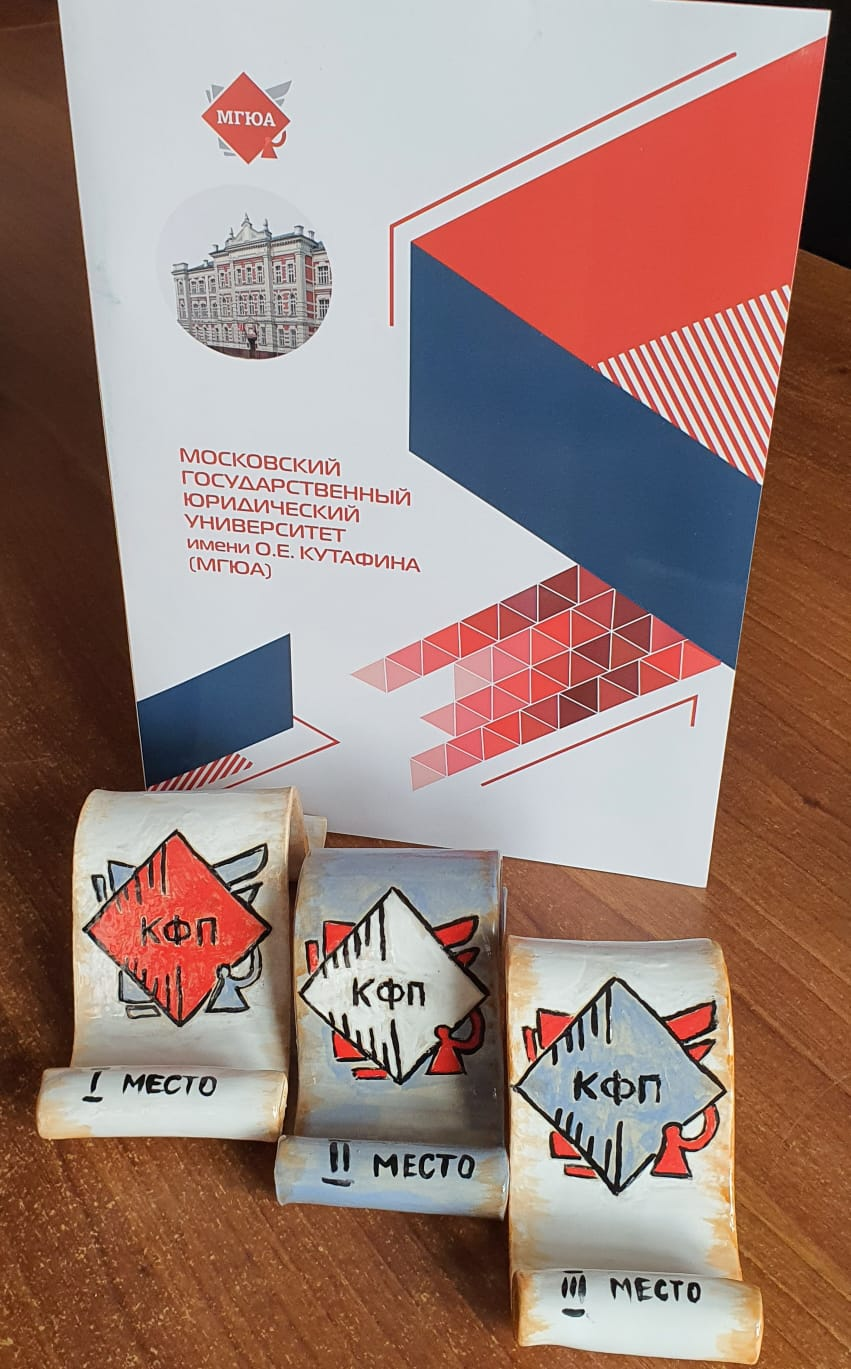 МГЮА
МОСКОВСКИЙ
ГОСУДАРСТВЕННЫЙ
ЮРИДИЧЕСКИЙ
УНИВЕРСИТЕТ
имени О.Е. КУТАФИНА
(МГЮА)
КФП
I МЕСТО
КФП
II МЕСТО
КФП
III МЕСТО